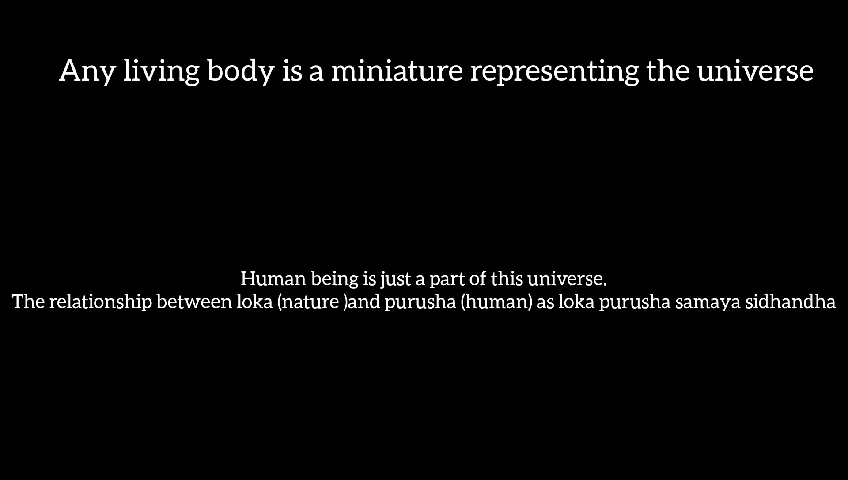 Any living body is a miniature representing the universe
Human being is just a part of this universe.
The relationship between loka (nature )and purusha (human) as loka purusha samaya sidhandha